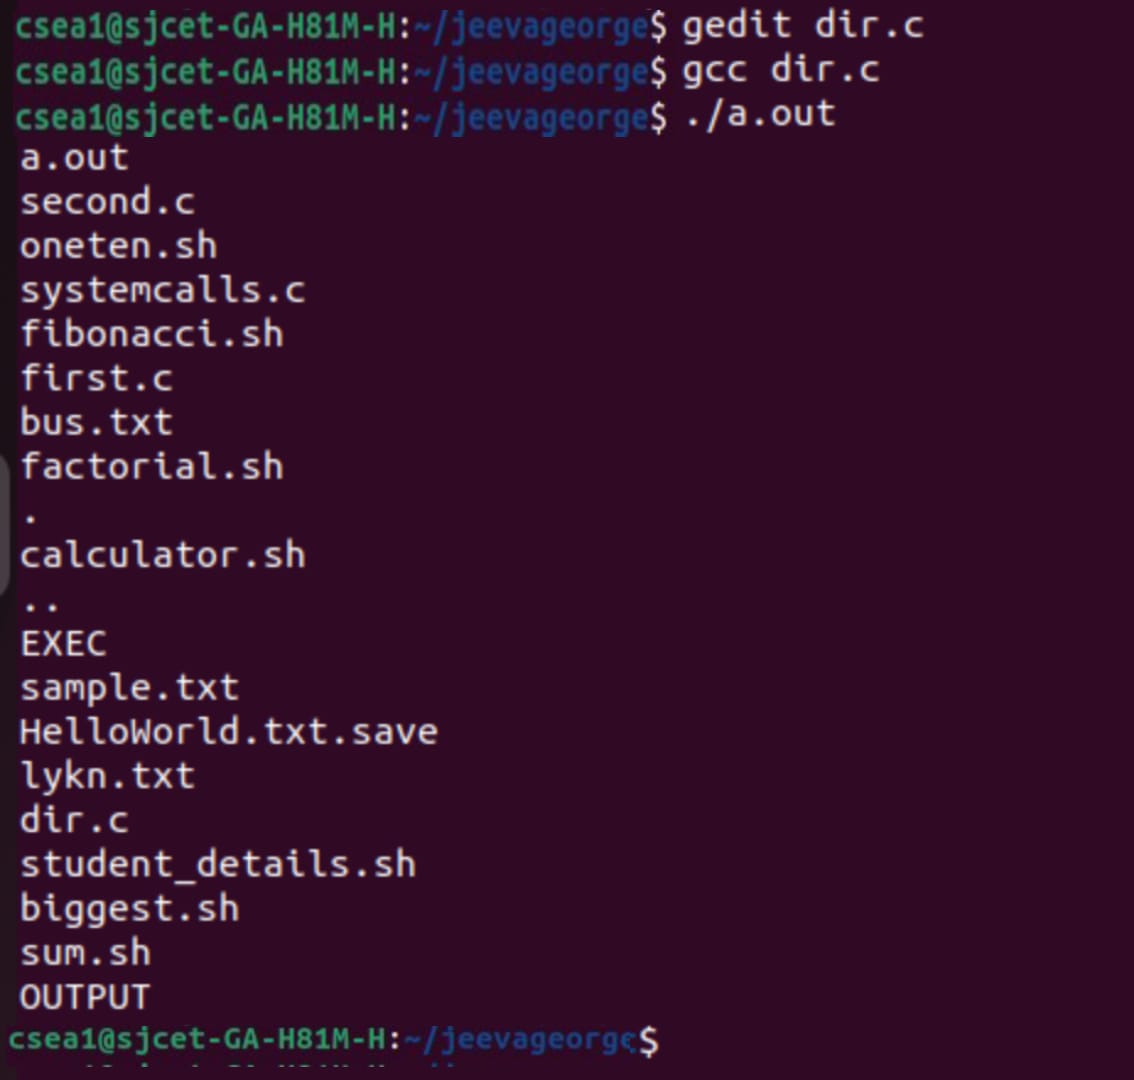 csea1@sjcet-GA-H81M-H:~/jeevageorge$ gedit dir.c
csea1@sjcet-GA-H81M-H:~/jeevageorge$ gcc dir.c
csea1@sjcet-GA-H81M-H:~/jeevageorge$ ./a.out
a.out
second.c
oneten.sh
systemcalls.c
fibonacci.sh
first.c
bus.txt
factorial.sh
.
calculator.sh
..
EXEC
sample.txt
HelloWorld.txt.save
lykn.txt
dir.c
student_details.sh
biggest.sh
sum.sh
OUTPUT
csea1@sjcet-GA-H81M-H:~/jeevageorge$